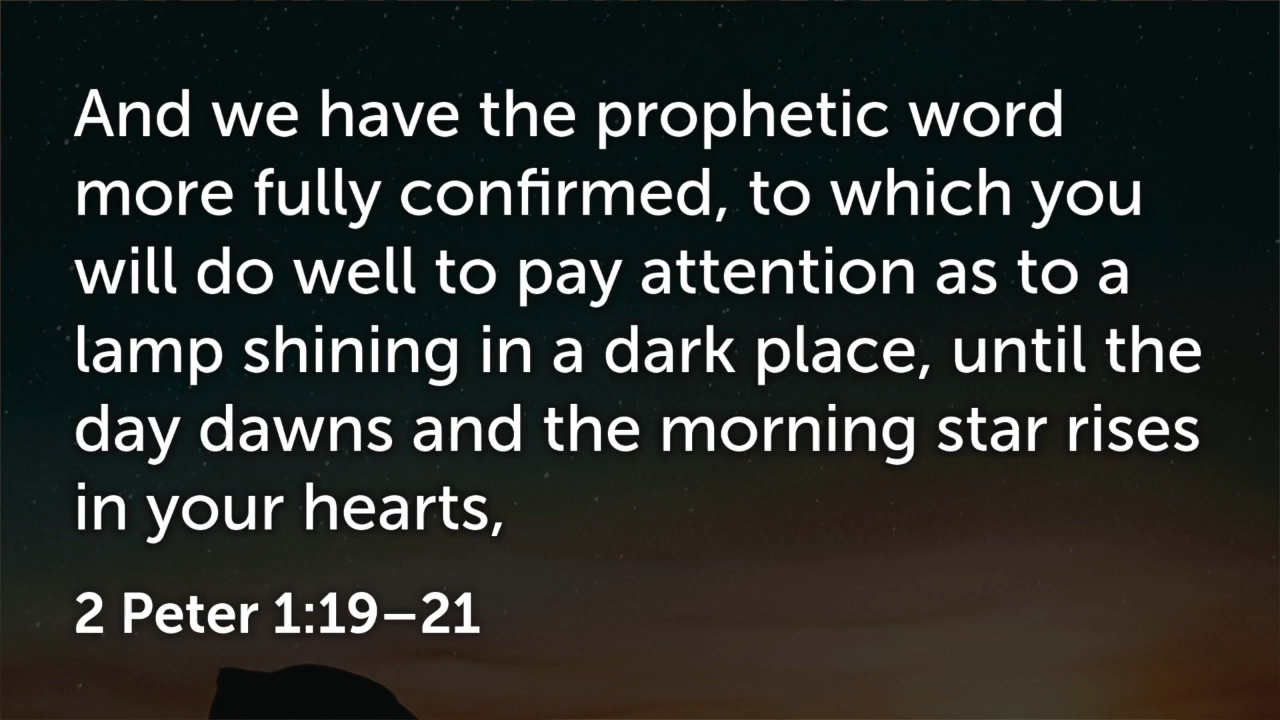 And we have the prophetic word
more fully confirmed, to which you
will do well to pay attention as to a
lamp shining in a dark place, until the
day dawns and the morning star rises
in your hearts,
2 Peter 1:19–21